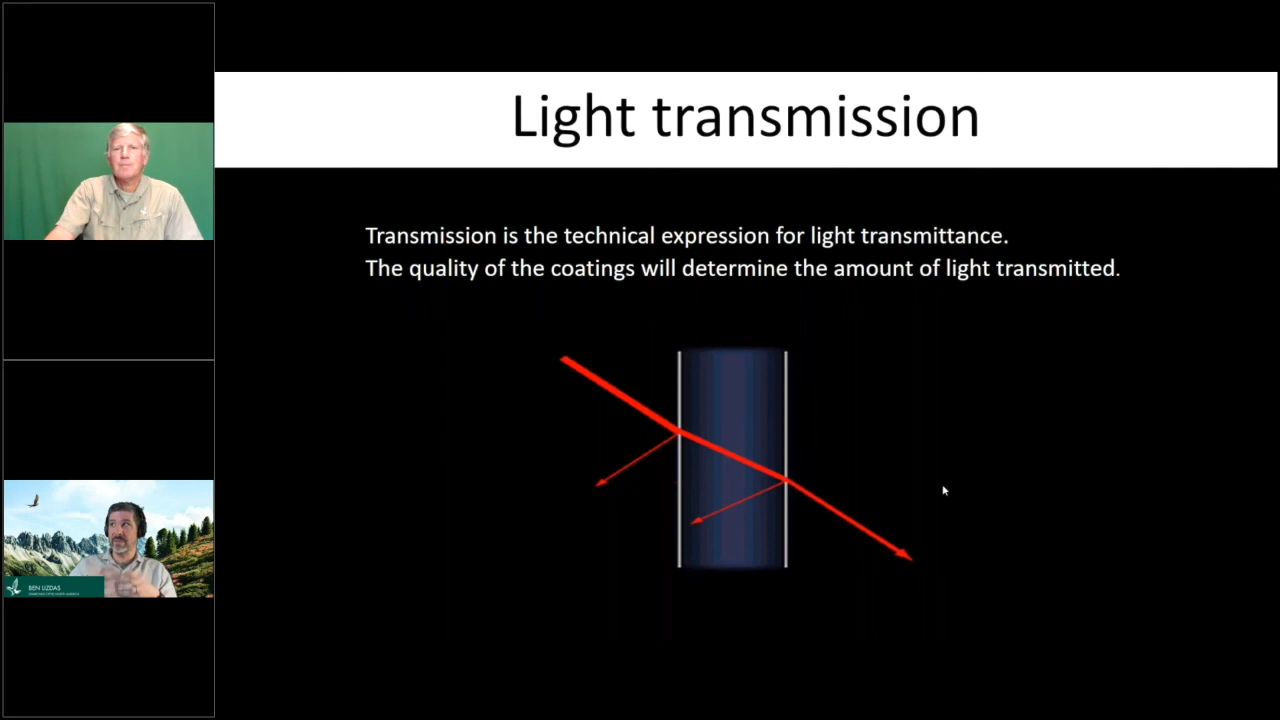 Light transmission
Transmission is the technical expression for light transmittance.
The quality of the coatings will determine the amount of light transmitted.
BEN LIZDAS